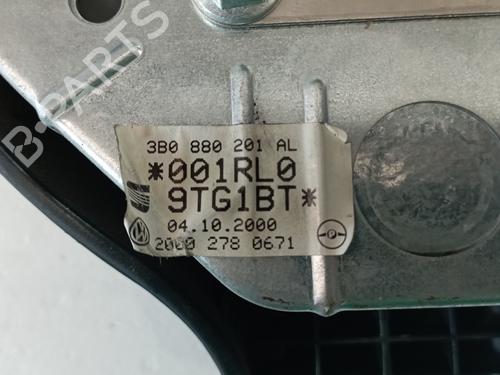 B-PARTS
3B0 880 201 AL
*001RL0
9TG1BT*
04.10.2000
2000 278 0671